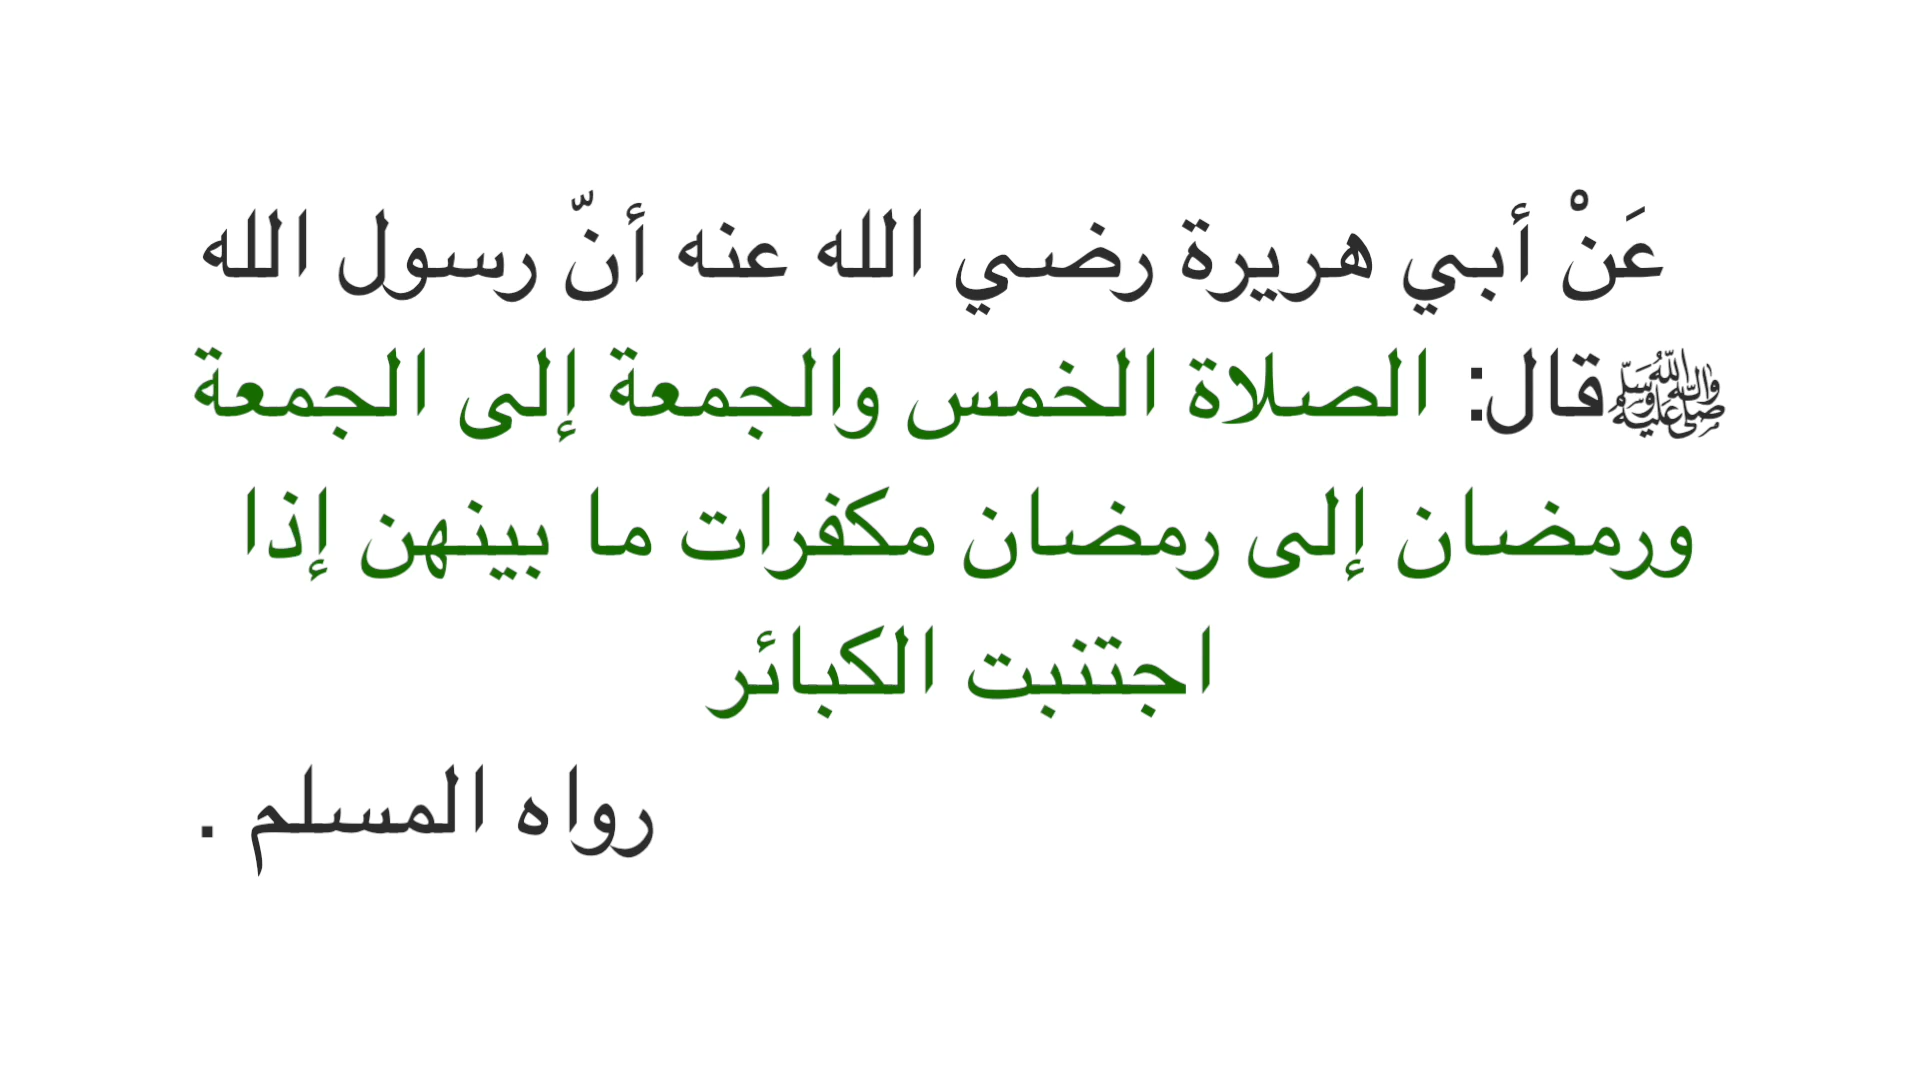 عَنْ أبي هريرة رضي الله عنه أنّ رسول الله
ﷺقال: الصلاة الخمس والجمعة إلى الجمعة
ورمضان إلى رمضان مكفرات ما بينهن إذا
اجتنبت الكبائر
رواه المسلم .